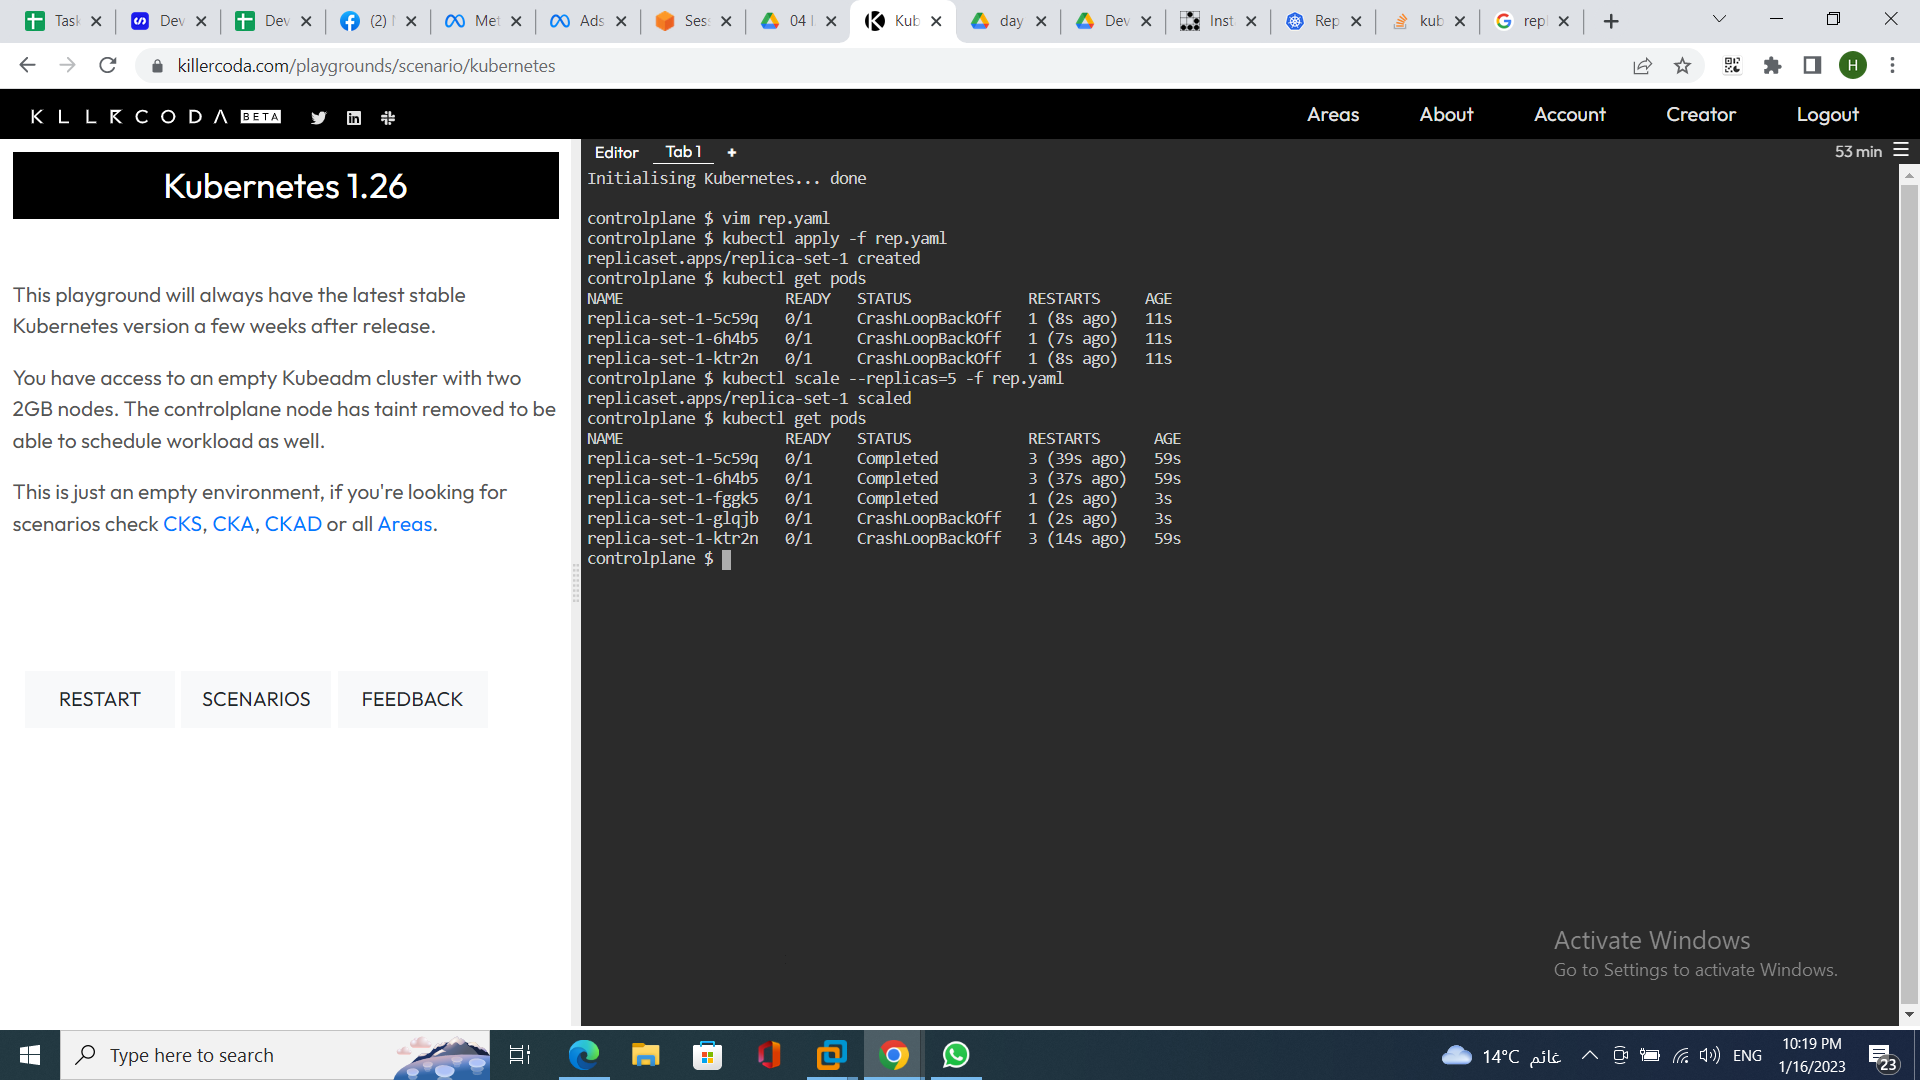 Task
Dev
Dev
(2)
Met
Ads
Ses
04
Kub
day
Dev
Inst
Rep
kub
rep
killercoda.com/playgrounds/scenario/kubernetes
H
KLLRCODA BETA
Areas About Account Creator Logout
Kubernetes 1.26
This playground will always have the latest stable
Kubernetes version a few weeks after release.
You have access to an empty Kubeadm cluster with two
2GB nodes. The controlplane node has taint removed to be
able to schedule workload as well.
This is just an empty environment, if you're looking for
scenarios check CKS, CKA, CKAD or all Areas.
RESTART SCENARIOS FEEDBACK
Editor Tab 1 + 53 min
Initialising Kubernetes... done
controlplane $ vim rep.yaml
controlplane $ kubectl apply -f rep.yaml
replicaset.apps/replica-set-1 created
controlplane $ kubectl get pods
NAME READY STATUS RESTARTS AGE
replica-set-1-5c59q 0/1 CrashLoopBackOff 1 (8s ago) 11s
replica-set-1-6h4b5 0/1 CrashLoopBackOff 1 (7s ago) 11s
replica-set-1-ktr2n 0/1 CrashLoopBackOff 1 (8s ago) 11s
controlplane $ kubectl scale --replicas=5 -f rep.yaml
replicaset.apps/replica-set-1 scaled
controlplane $ kubectl get pods
NAME READY STATUS RESTARTS AGE
replica-set-1-5c59q 0/1 Completed 3 (39s ago) 59s
replica-set-1-6h4b5 0/1 Completed 3 (37s ago) 59s
replica-set-1-fggk5 0/1 Completed 1 (2s ago) 3s
replica-set-1-glqjb 0/1 CrashLoopBackOff 1 (2s ago) 3s
replica-set-1-ktr2n 0/1 CrashLoopBackOff 3 (14s ago) 59s
controlplane $
Activate Windows
Go to Settings to activate Windows.
Type here to search
14°C غائم
ENG
10:19 PM
1/16/2023
23